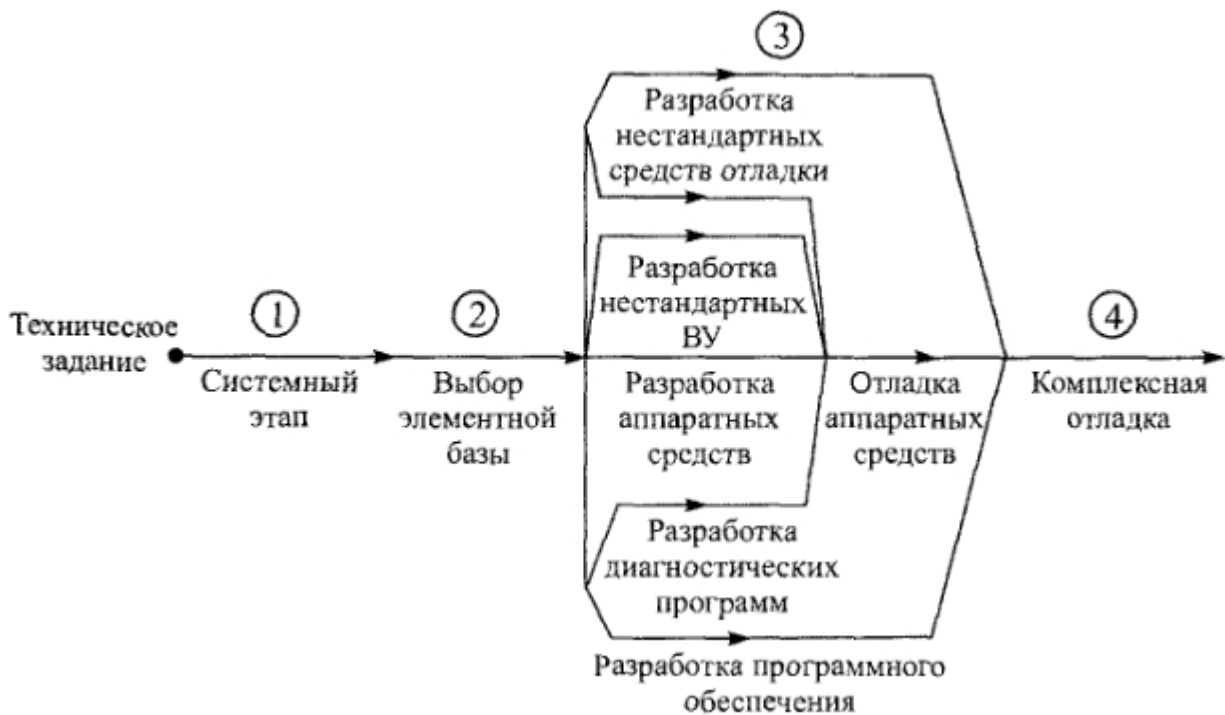 3
Разработка
нестандартных
средств отладки
Разработка
нестандартных
ВУ
Техническое
задание
1
Системный
этап
2
Выбор
элементной
базы
Разработка
аппаратных
средств
Отладка
аппаратных
средств
4
Комплексная
отладка
Разработка
диагностических
программ
Разработка программного
обеспечения